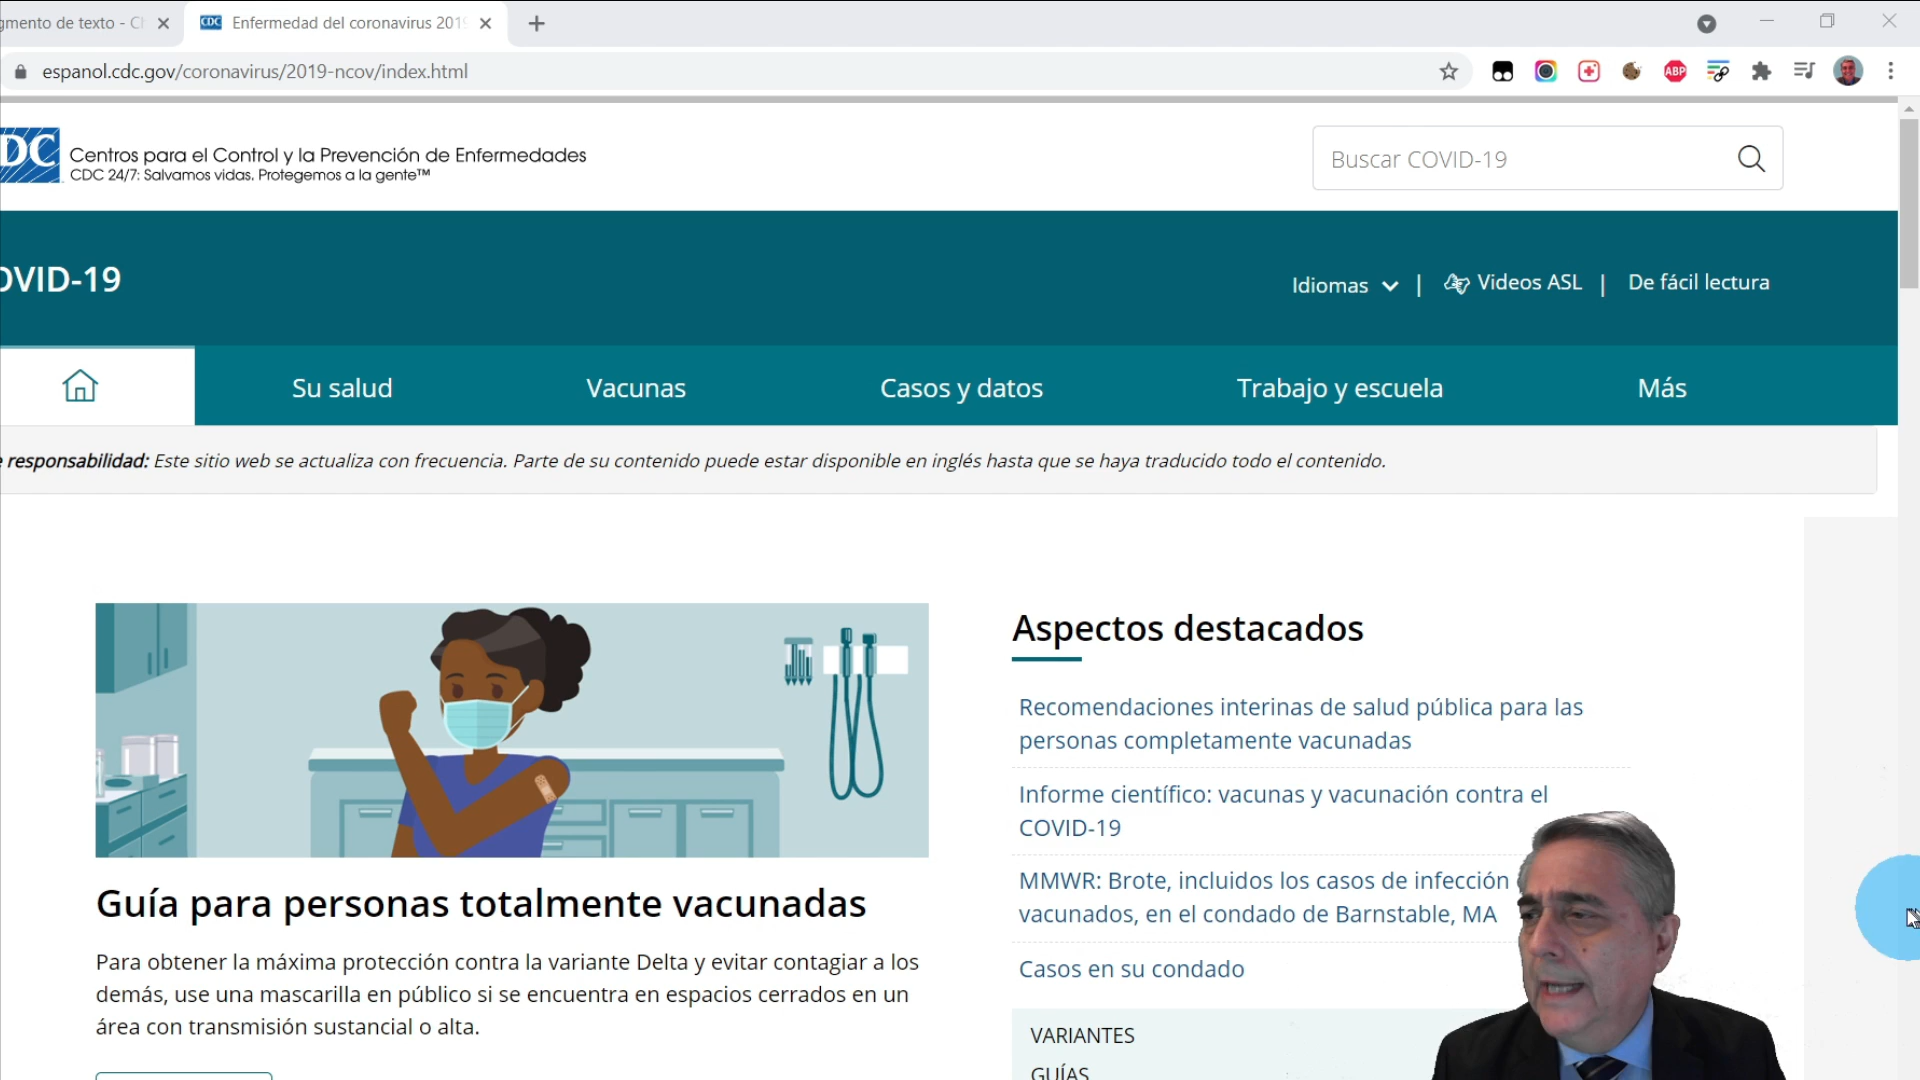 gmento de texto - Ch
CDC Enfermedad del coronavirus 2019
espanol.cdc.gov/coronavirus/2019-ncov/index.html
ABP
DC
Centros para el Control y la Prevención de Enfermedades
CDC 24/7: Salvamos vidas. Protegemos a la gente™
Buscar COVID-19
OVID-19
Idiomas | Videos ASL | De fácil lectura
Su salud
Vacunas
Casos y datos
Trabajo y escuela
Más
e responsabilidad: Este sitio web se actualiza con frecuencia. Parte de su contenido puede estar disponible en inglés hasta que se haya traducido todo el contenido.
Guía para personas totalmente vacunadas
Para obtener la máxima protección contra la variante Delta y evitar contagiar a los
demás, use una mascarilla en público si se encuentra en espacios cerrados en un
área con transmisión sustancial o alta.
Aspectos destacados
Recomendaciones interinas de salud pública para las
personas completamente vacunadas
Informe científico: vacunas y vacunación contra el
COVID-19
MMWR: Brote, incluidos los casos de infección
vacunados, en el condado de Barnstable, MA
Casos en su condado
VARIANTES
GUÍAS